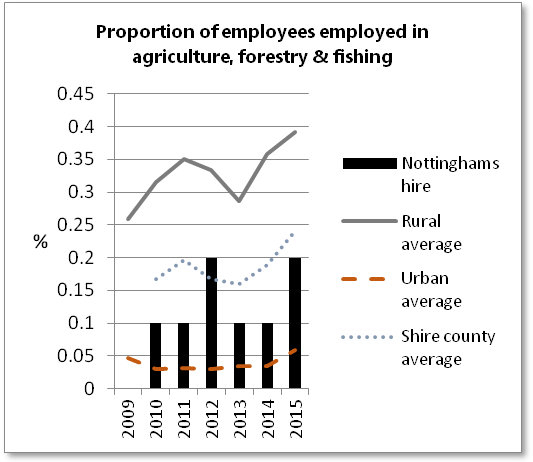 Proportion of employees employed in
agriculture, forestry & fishing
0.45
0.4
0.35
0.3
0.25
0.2
0.15
0.1
0.05
0
%
2009
2010
2011
2012
2013
2014
2015
Nottinghams
hire
Rural
average
Urban
average
Shire county
average